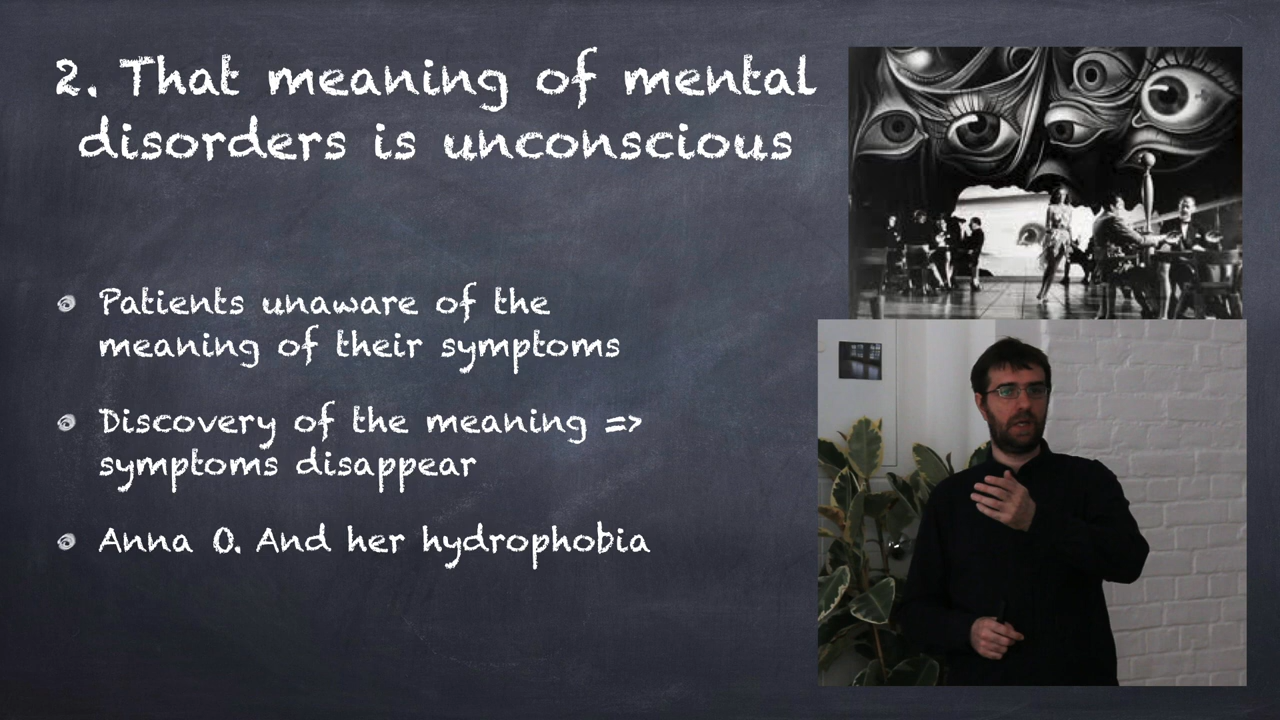 2. That meaning of mental
disorders is unconscious
Patients unaware of the
meaning of their symptoms
Discovery of the meaning =>
symptoms disappear
Anna O. And her hydrophobia